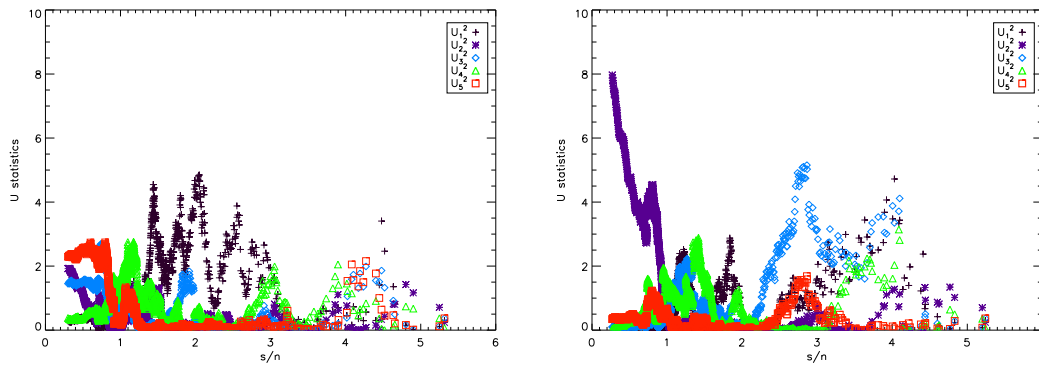 10
8
6
4
2
0
U statistics
0 1 2 3 4 5 6
s/n
U₁²
U₂²
U₃²
U₄²
U₅²
10
8
6
4
2
0
U statistics
0 1 2 3 4 5 6
s/n
U₁²
U₂²
U₃²
U₄²
U₅²